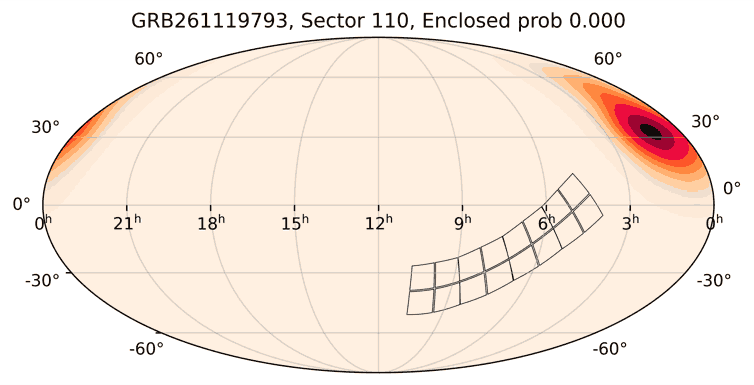 GRB261119793, Sector 110, Enclosed prob 0.000
60° 60°
30° 30°
0° 0°
0h 21h 18h 15h 12h 9h 6h 3h 0h
-30° -30°
-60° -60°